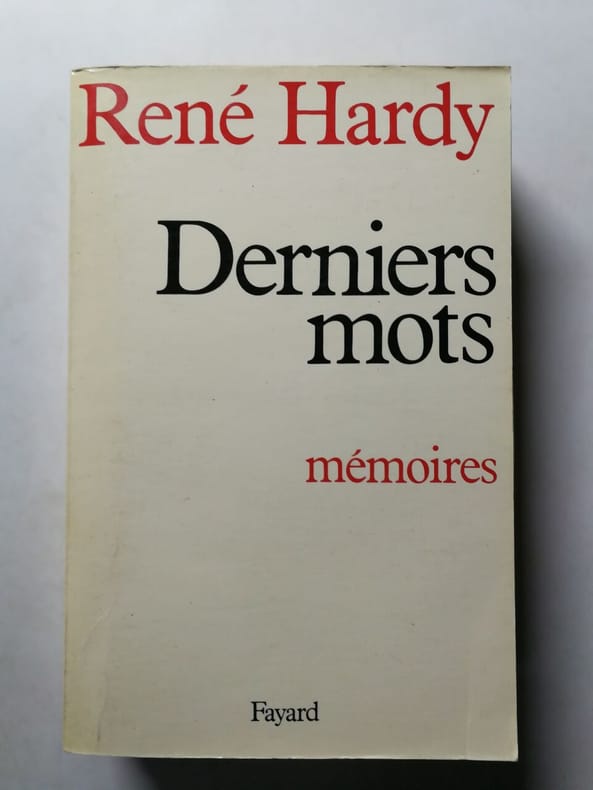 René Hardy
Derniers
mots
mémoires
Fayard